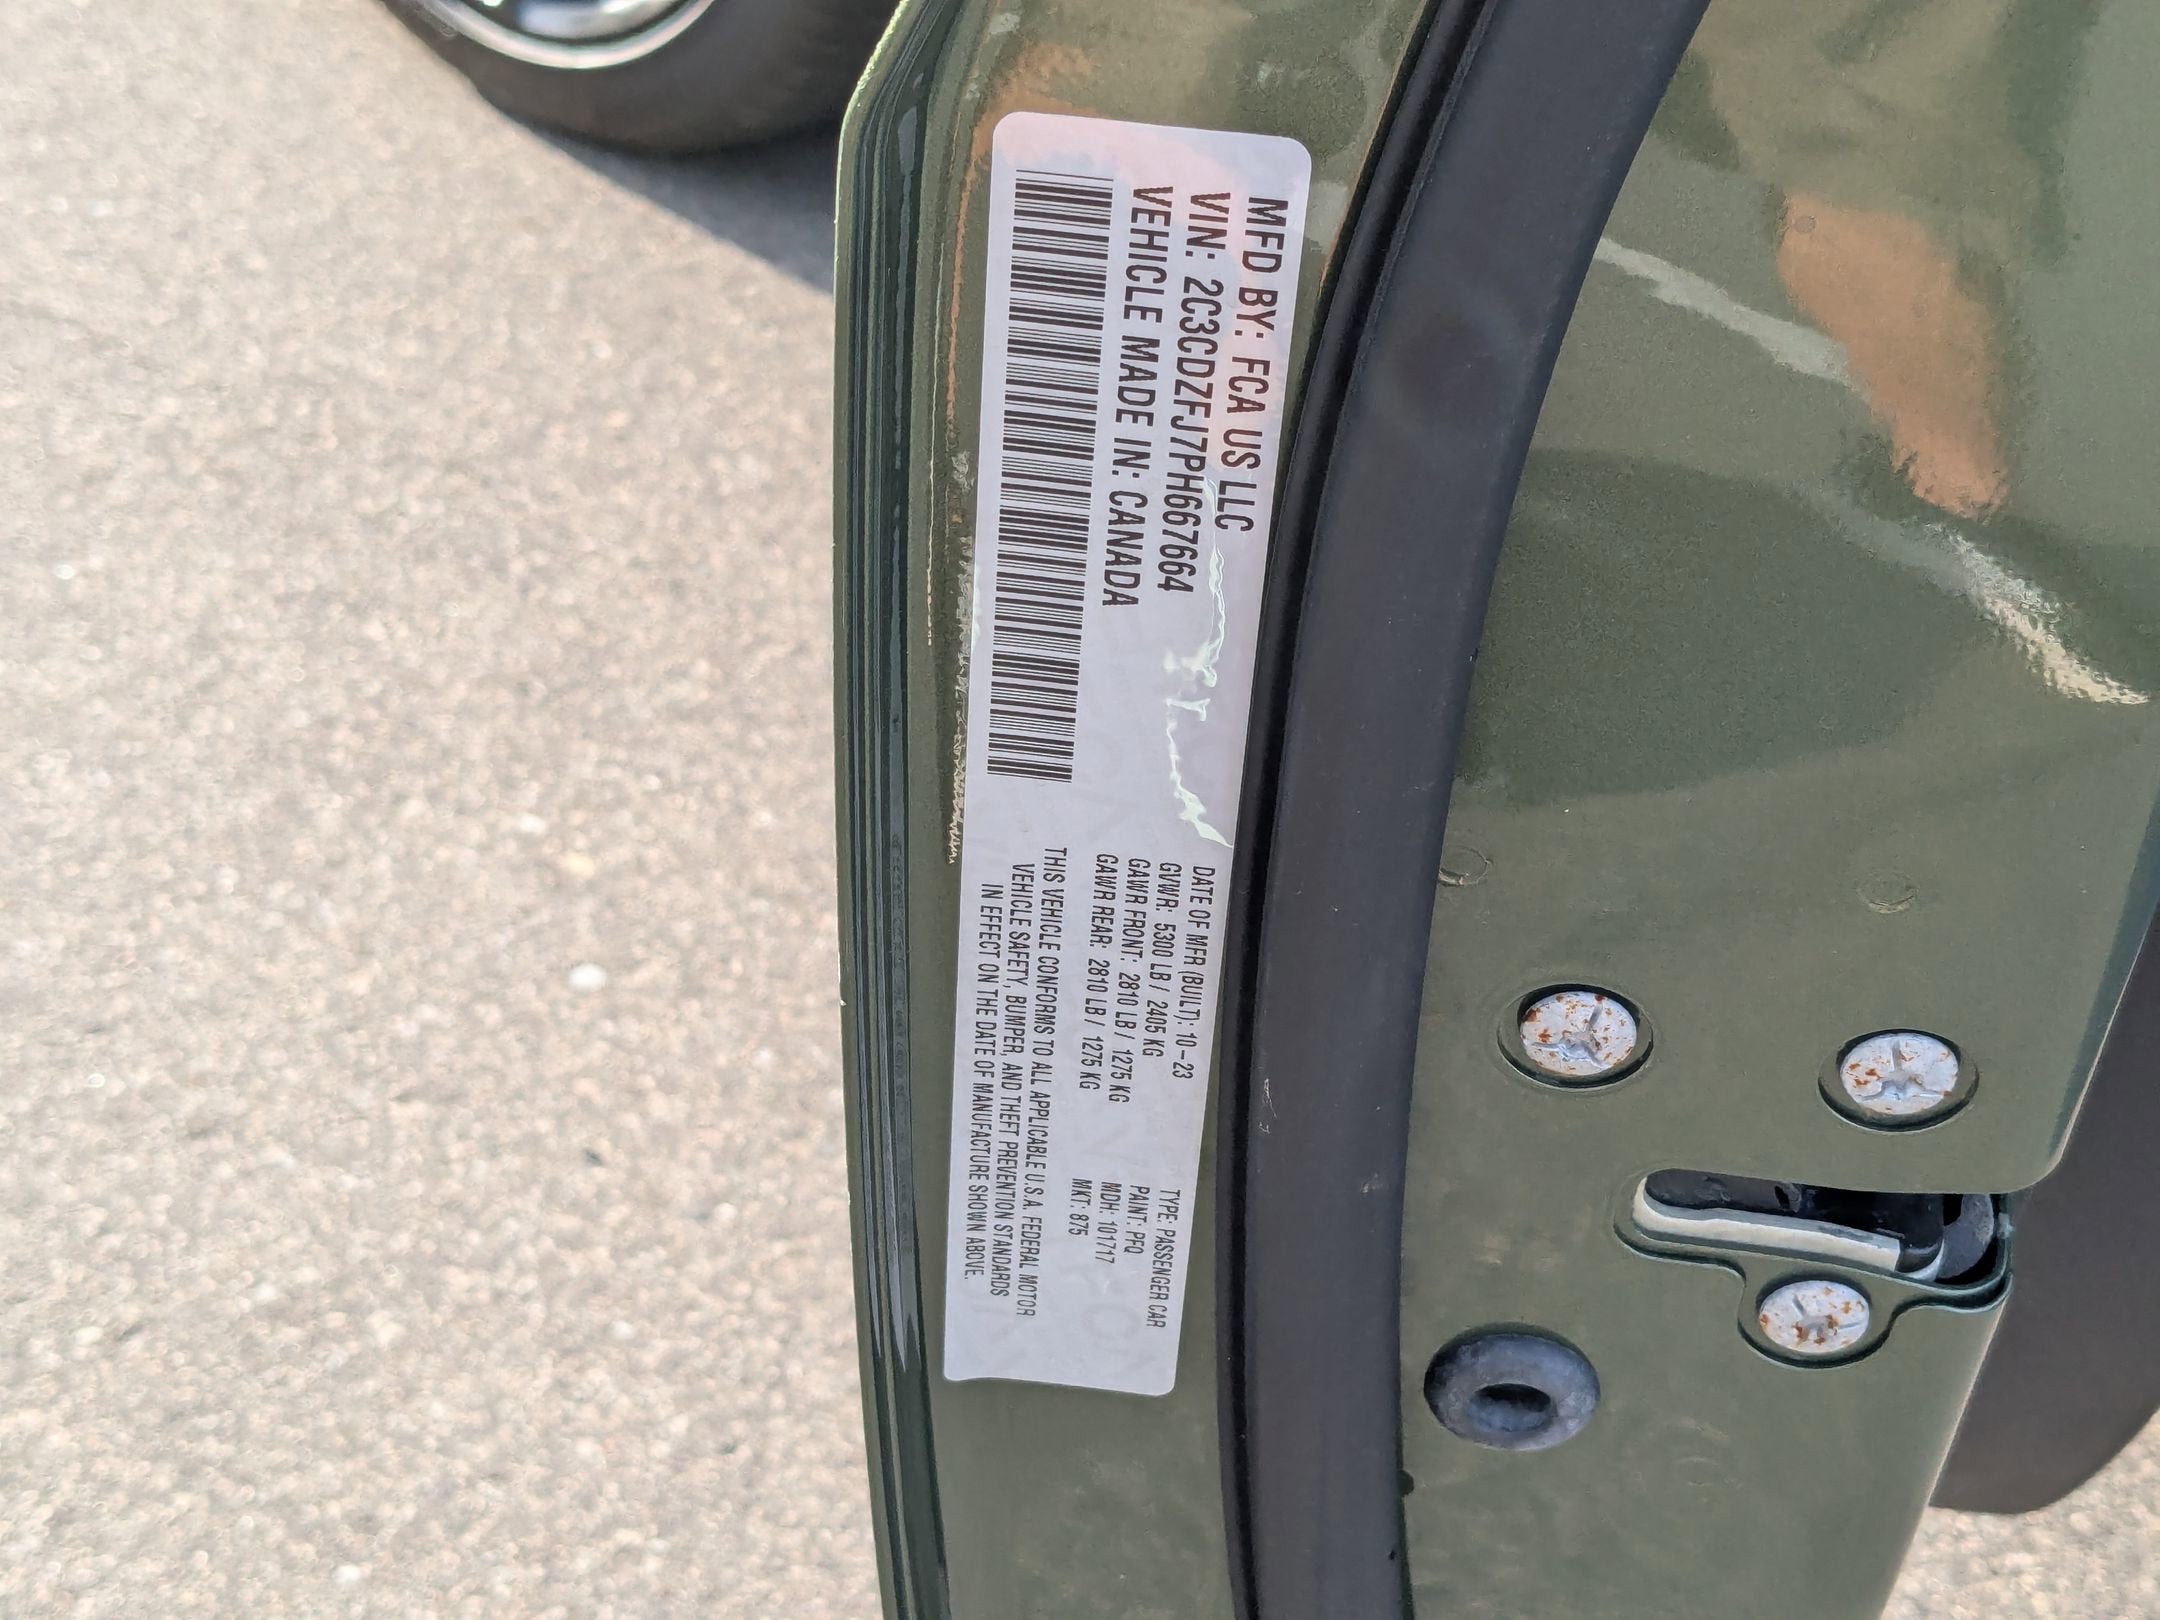 MFD BY: FCA US LLC
VIN: 2C3CDZFJ7PH667664
VEHICLE MADE IN: CANADA
DATE OF MFR (BUILT): 10-23
GVWR: 5300 LB / 2405 KG
GAWR FRONT: 2810 LB / 1275 KG
GAWR REAR: 2810 LB / 1275 KG
TYPE: PASSENGER CAR
PAINT: PFQ
MDH: 101717
MKT: 875
THIS VEHICLE CONFORMS TO ALL APPLICABLE U.S.A. FEDERAL MOTOR
VEHICLE SAFETY, BUMPER, AND THEFT PREVENTION STANDARDS
IN EFFECT ON THE DATE OF MANUFACTURE SHOWN ABOVE.